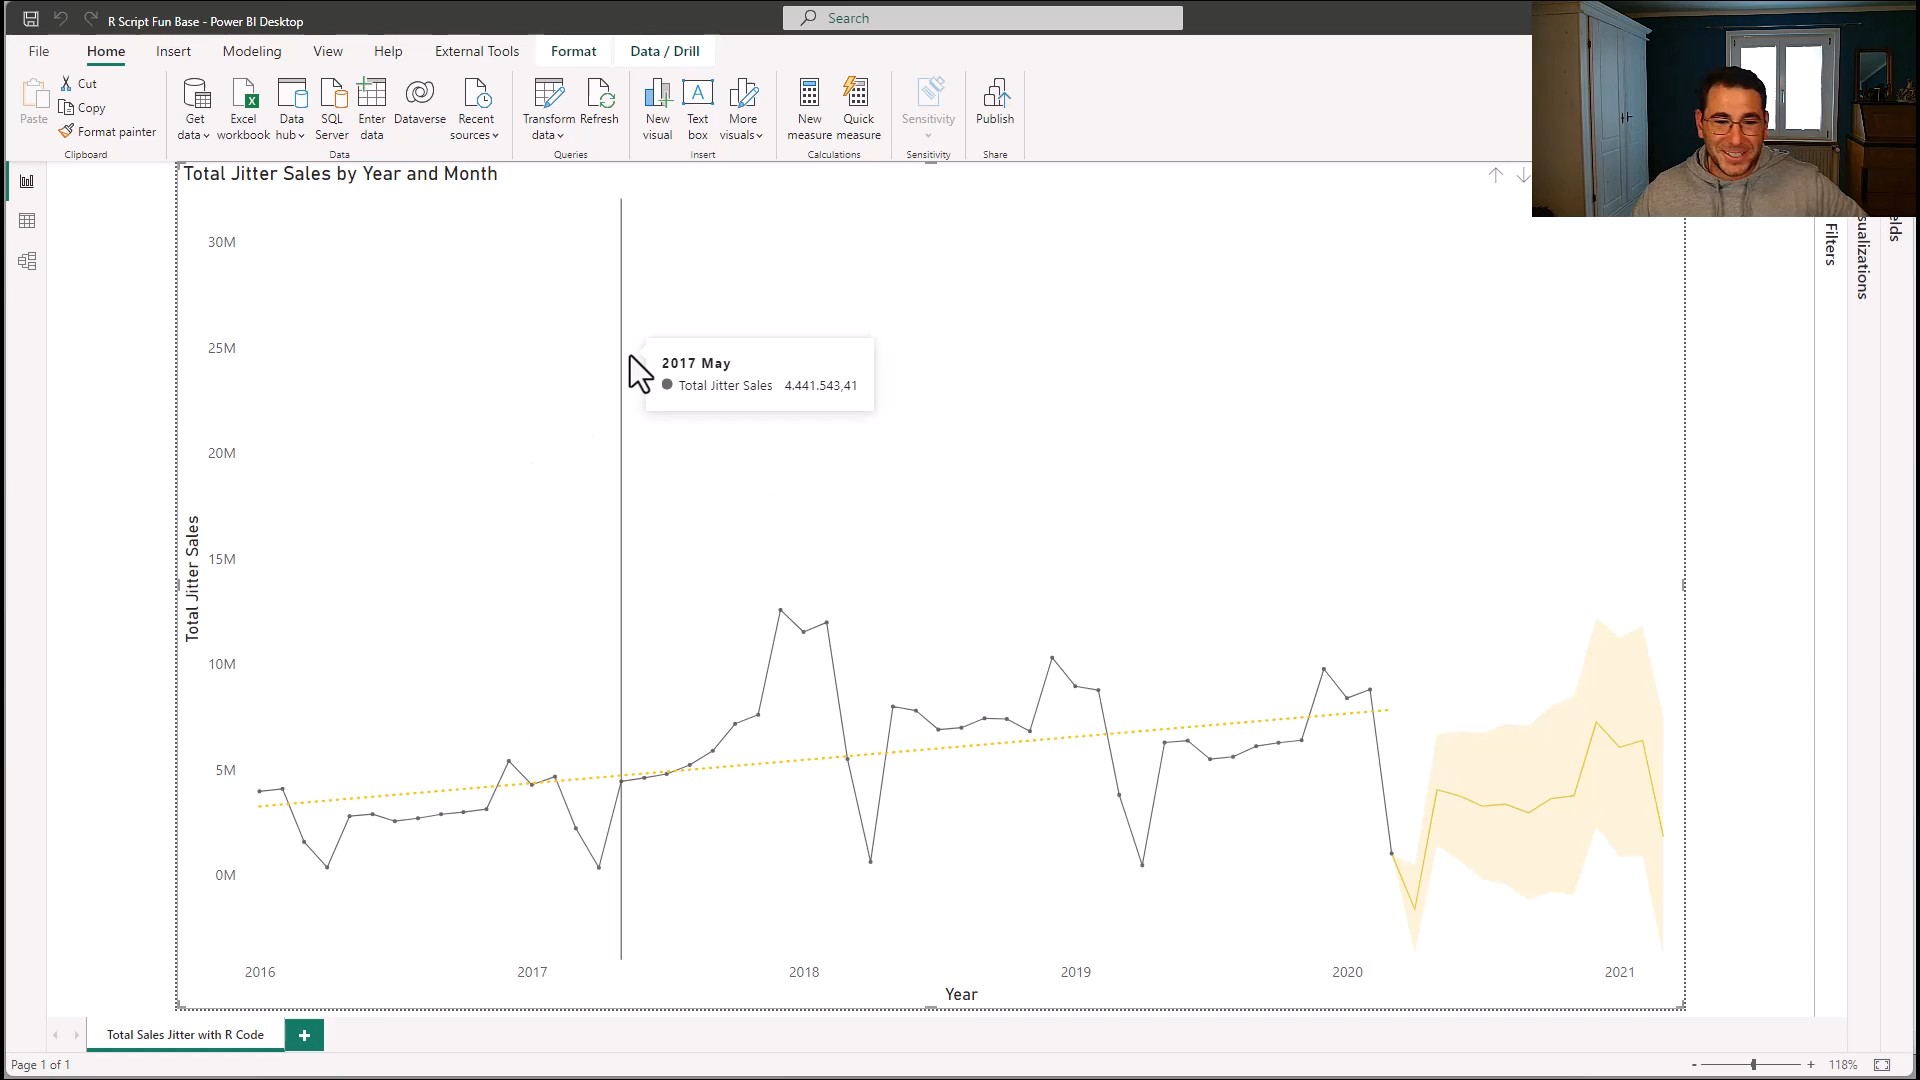 R Script Fun Base - Power BI Desktop
Search
File Home Insert Modeling View Help External Tools Format Data / Drill
Paste
Cut
Copy
Format painter
Clipboard
Get data
Excel workbook
Data hub
SQL Server
Enter data
Dataverse
Recent sources
Data
Transform data
Refresh
Queries
New visual
Text box
More visuals
Insert
New measure
Quick measure
Calculations
Sensitivity
Sensitivity
Publish
Share
Total Jitter Sales by Year and Month
30M
25M
20M
15M
10M
5M
0M
Total Jitter Sales
2017 May
Total Jitter Sales 4.441.543,41
2016 2017 2018 2019 2020 2021
Year
Filters
sualizations
elds
Total Sales Jitter with R Code
+
Page 1 of 1
- + 118%